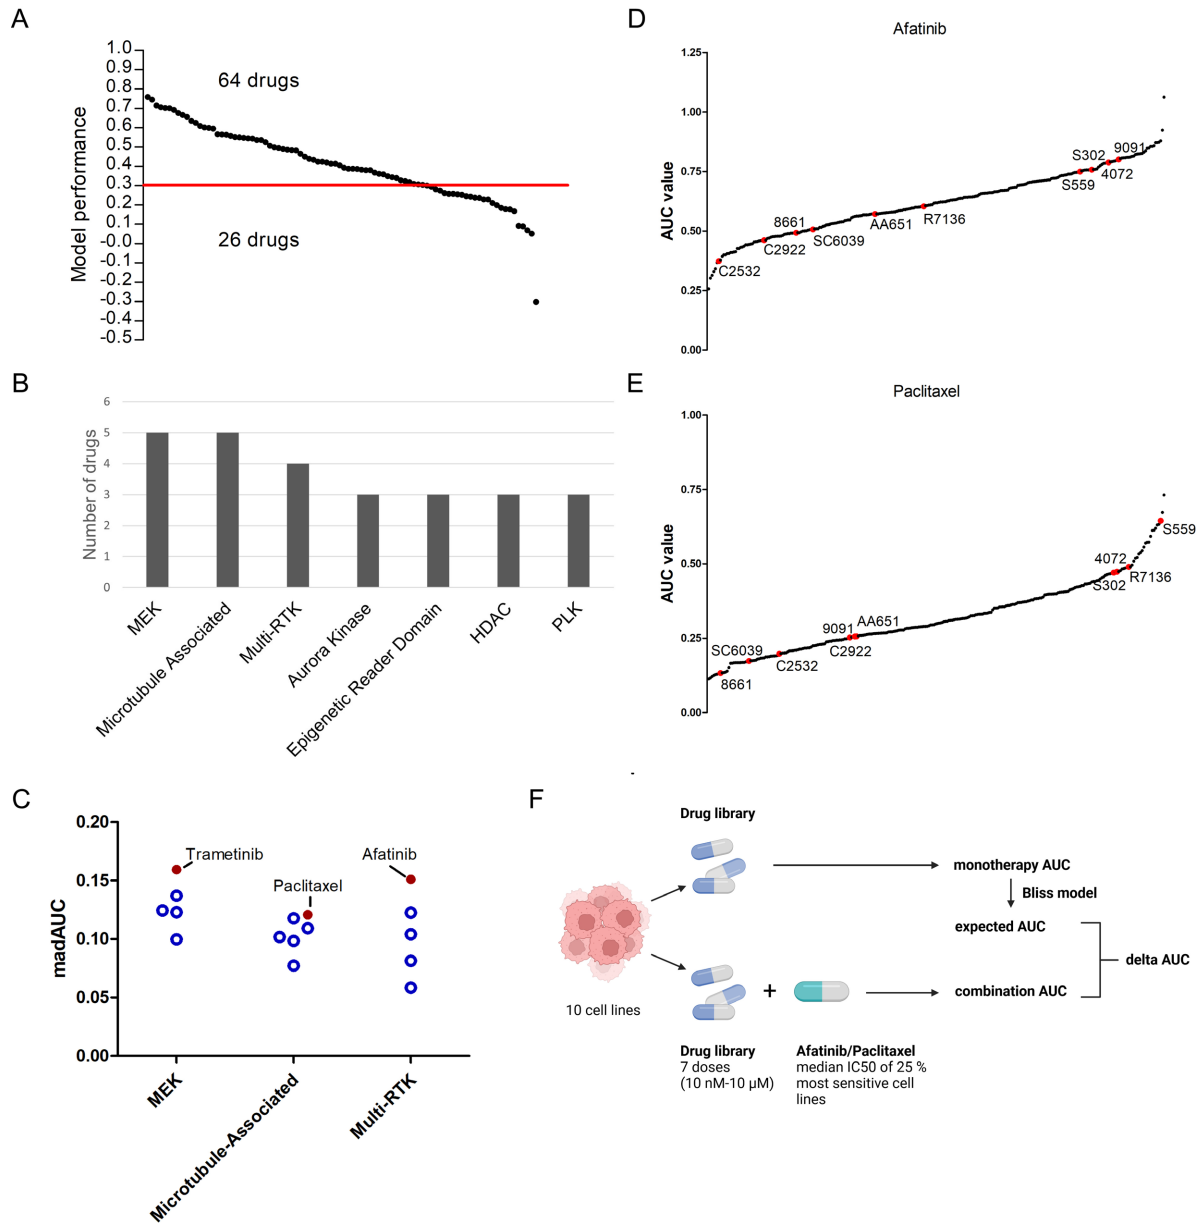 A
1.0
0.9
0.8
0.7
0.6
0.5
0.4
0.3
0.2
0.1
-0.0
-0.1
-0.2
-0.3
-0.4
-0.5
Model performance
64 drugs
26 drugs
B
6
5
4
3
2
1
0
Number of drugs
MEK
Microtubule Associated
Multi-RTK
Aurora Kinase
Epigenetic Reader Domain
HDAC
PLK
C
0.20
0.15
0.10
0.05
0.00
madAUC
Trametinib
Paclitaxel
Afatinib
MEK
Microtubule-Associated
Multi-RTK
D
Afatinib
1.25
1.00
0.75
0.50
0.25
0.00
AUC value
C2532
C2922
8661
SC6039
AA651
R7136
S559
S302
4072
9091
E
Paclitaxel
1.00
0.75
0.50
0.25
0.00
AUC value
8661
SC6039
C2532
9091
C2922
AA651
4072
S302
R7136
S559
F
Drug library
monotherapy AUC
Bliss model
expected AUC
delta AUC
combination AUC
+
10 cell lines
Drug library
7 doses
(10 nM-10 µM)
Afatinib/Paclitaxel
median IC50 of 25 %
most sensitive cell
lines